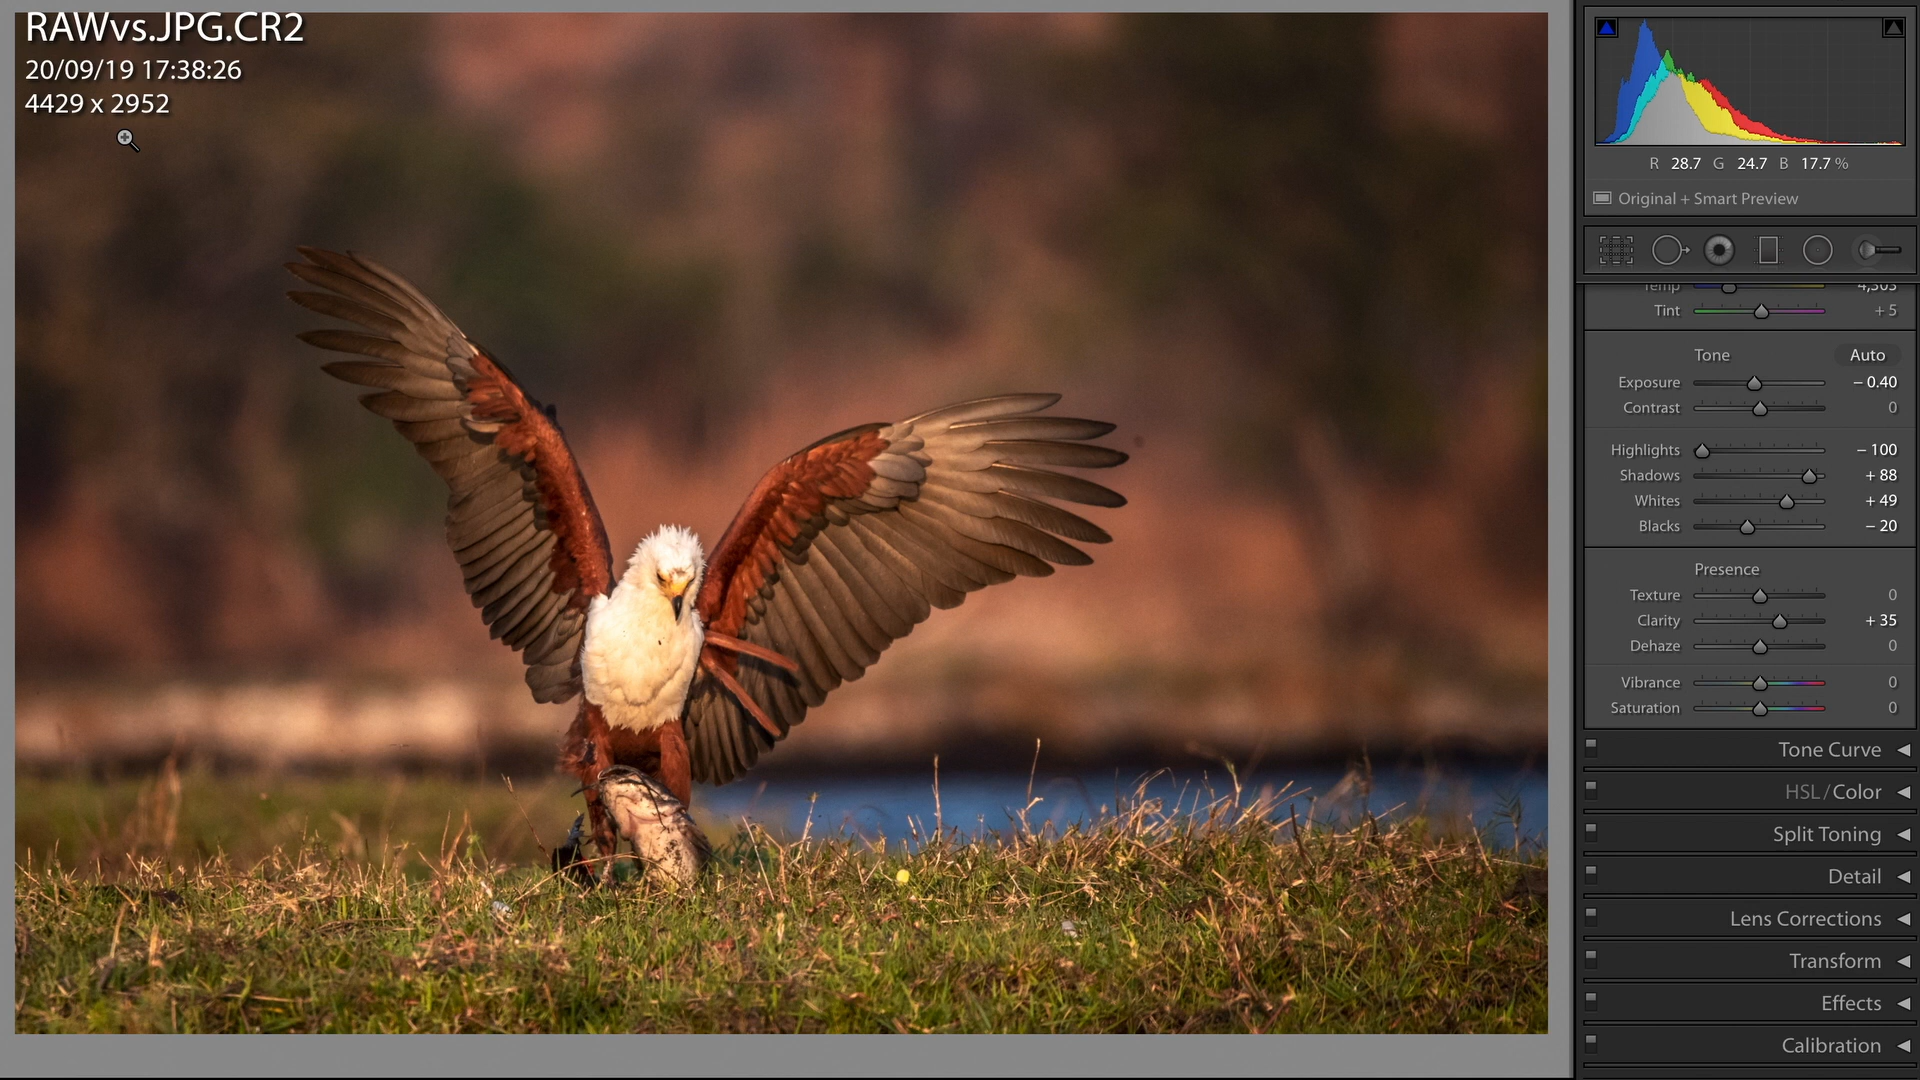 RAWvs.JPG.CR2
20/09/19 17:38:26
4429 x 2952
R 28.7 G 24.7 B 17.7 %
Original + Smart Preview
Temp 4,303
Tint + 5
Tone Auto
Exposure – 0.40
Contrast 0
Highlights – 100
Shadows + 88
Whites + 49
Blacks – 20
Presence
Texture 0
Clarity + 35
Dehaze 0
Vibrance 0
Saturation 0
Tone Curve
HSL / Color
Split Toning
Detail
Lens Corrections
Transform
Effects
Calibration